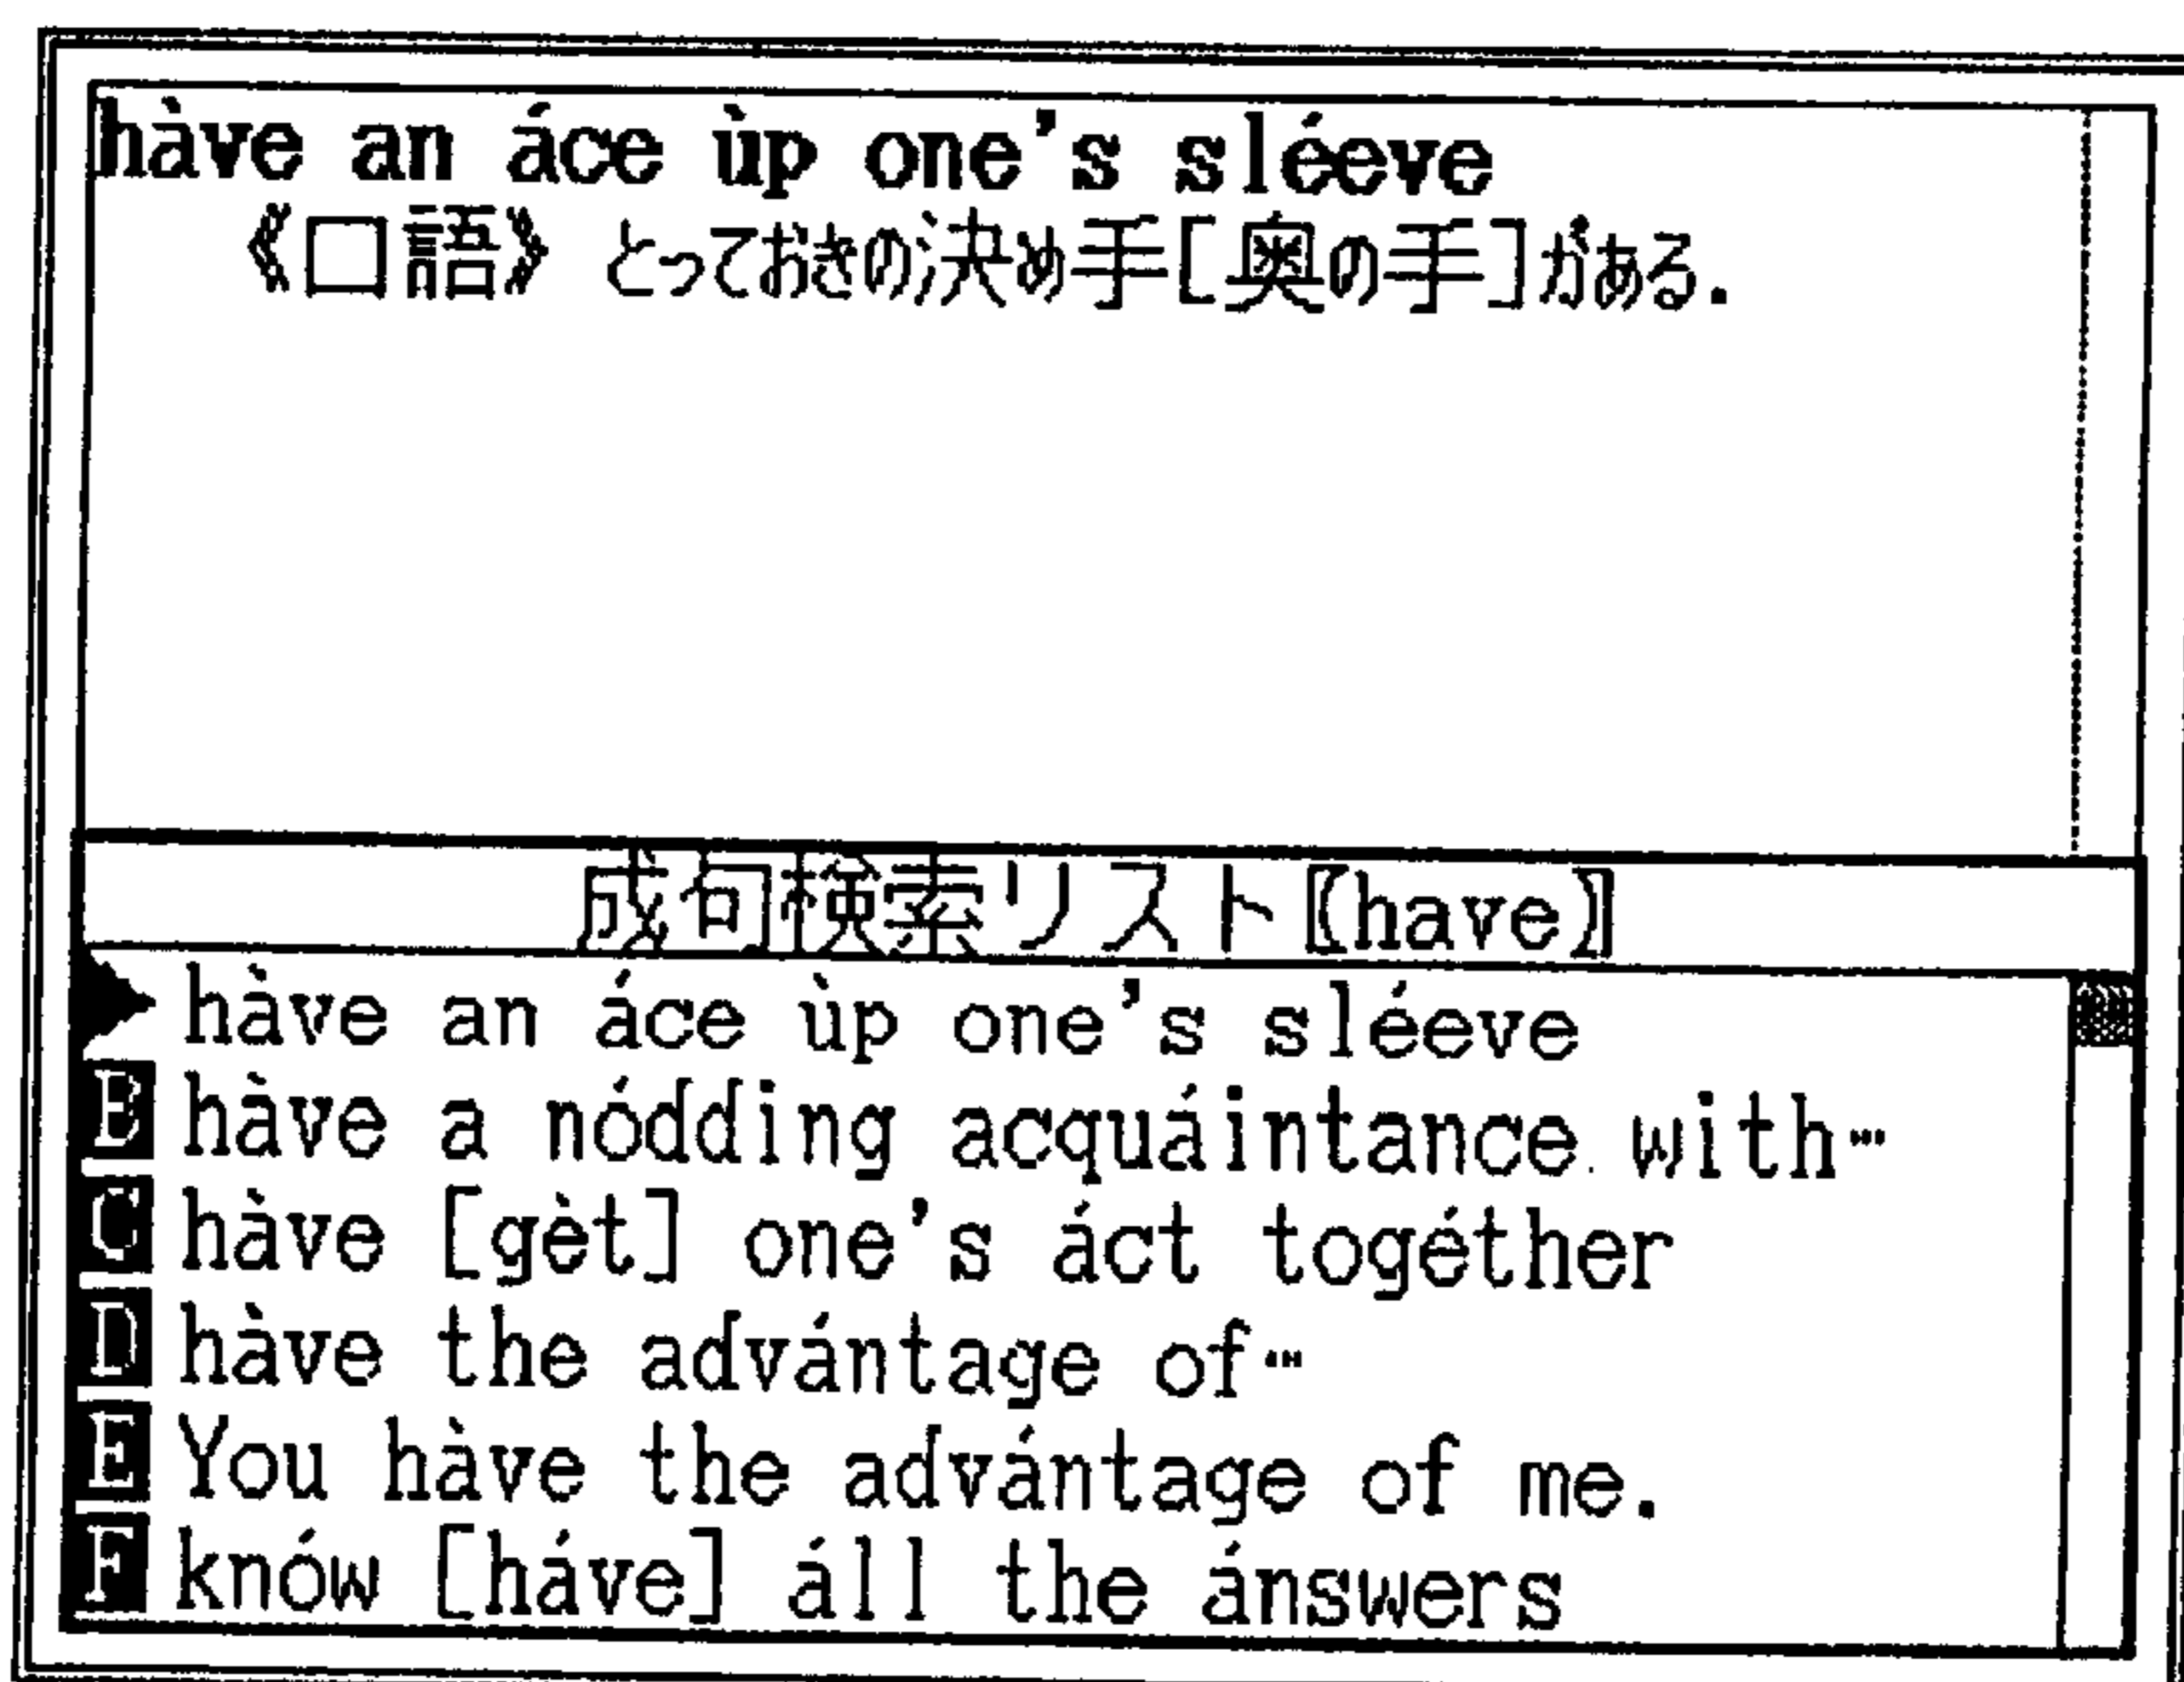 hàve an áce ùp one's sléeve
《口語》 とっておきの決め手[奥の手]がある.
成句検索リスト〖have〗
hàve an áce ùp one's sléeve
B hàve a nódding acquáintance with…
C hàve [gèt] one's áct togéther
D hàve the advántage of…
E You hàve the advántage of me.
F knów [háve] áll the ánswers